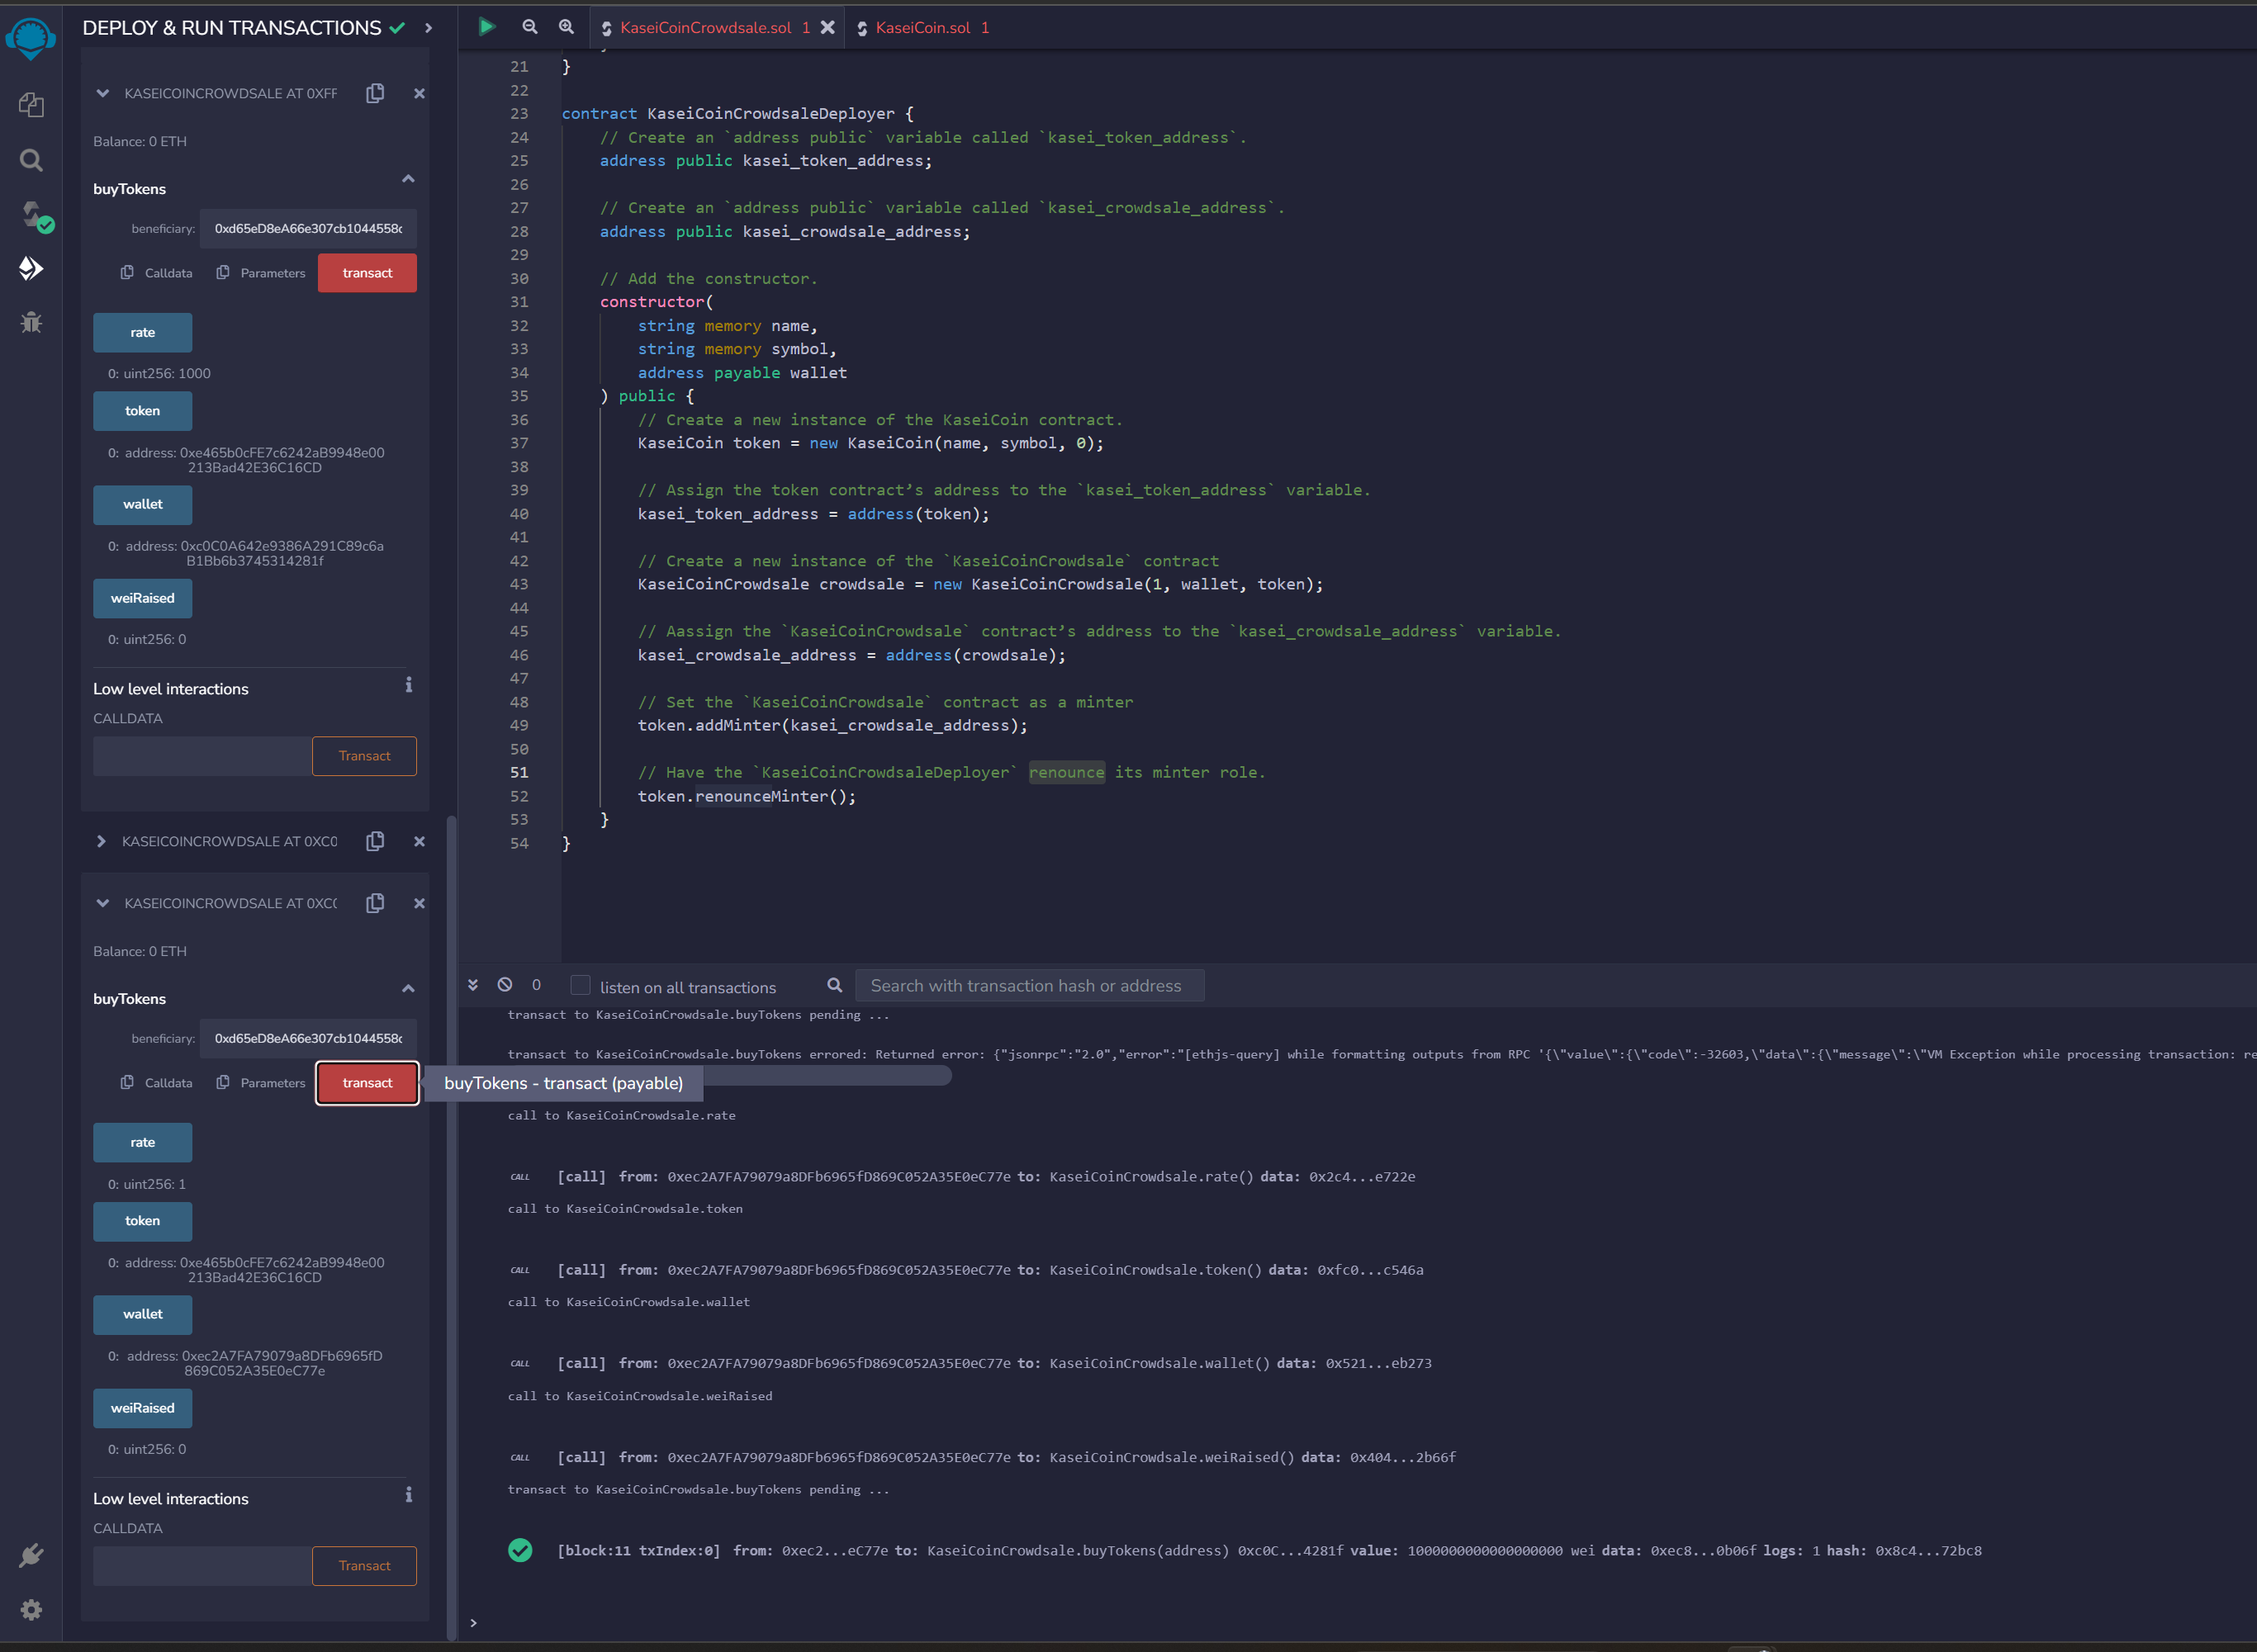 DEPLOY & RUN TRANSACTIONS
KASEICOINCROWDSALE AT 0XFF
Balance: 0 ETH
buyTokens
beneficiary: 0xd65eD8eA66e307cb1044558c
Calldata Parameters transact
rate
0: uint256: 1000
token
0: address: 0xe465b0cFE7c6242aB9948e00
213Bad42E36C16CD
wallet
0: address: 0xc0C0A642e9386A291C89c6a
B1Bb6b3745314281f
weiRaised
0: uint256: 0
Low level interactions
CALLDATA
Transact
KASEICOINCROWDSALE AT 0XC0
KASEICOINCROWDSALE AT 0XC0
Balance: 0 ETH
buyTokens
beneficiary: 0xd65eD8eA66e307cb1044558c
Calldata Parameters transact
buyTokens - transact (payable)
rate
0: uint256: 1
token
0: address: 0xe465b0cFE7c6242aB9948e00
213Bad42E36C16CD
wallet
0: address: 0xec2A7FA79079a8DFb6965fD
869C052A35E0eC77e
weiRaised
0: uint256: 0
Low level interactions
CALLDATA
Transact
KaseiCoinCrowdsale.sol 1 KaseiCoin.sol 1
21 }
22
23 contract KaseiCoinCrowdsaleDeployer {
24 // Create an `address public` variable called `kasei_token_address`.
25 address public kasei_token_address;
26
27 // Create an `address public` variable called `kasei_crowdsale_address`.
28 address public kasei_crowdsale_address;
29
30 // Add the constructor.
31 constructor(
32 string memory name,
33 string memory symbol,
34 address payable wallet
35 ) public {
36 // Create a new instance of the KaseiCoin contract.
37 KaseiCoin token = new KaseiCoin(name, symbol, 0);
38
39 // Assign the token contract’s address to the `kasei_token_address` variable.
40 kasei_token_address = address(token);
41
42 // Create a new instance of the `KaseiCoinCrowdsale` contract
43 KaseiCoinCrowdsale crowdsale = new KaseiCoinCrowdsale(1, wallet, token);
44
45 // Aassign the `KaseiCoinCrowdsale` contract’s address to the `kasei_crowdsale_address` variable.
46 kasei_crowdsale_address = address(crowdsale);
47
48 // Set the `KaseiCoinCrowdsale` contract as a minter
49 token.addMinter(kasei_crowdsale_address);
50
51 // Have the `KaseiCoinCrowdsaleDeployer` renounce its minter role.
52 token.renounceMinter();
53 }
54 }
0 listen on all transactions Search with transaction hash or address
transact to KaseiCoinCrowdsale.buyTokens pending ...
transact to KaseiCoinCrowdsale.buyTokens errored: Returned error: {"jsonrpc":"2.0","error":"[ethjs-query] while formatting outputs from RPC '{\"value\":{\"code\":-32603,\"data\":{\"message\":\"VM Exception while processing transaction: re
call to KaseiCoinCrowdsale.rate
CALL [call] from: 0xec2A7FA79079a8DFb6965fD869C052A35E0eC77e to: KaseiCoinCrowdsale.rate() data: 0x2c4...e722e
call to KaseiCoinCrowdsale.token
CALL [call] from: 0xec2A7FA79079a8DFb6965fD869C052A35E0eC77e to: KaseiCoinCrowdsale.token() data: 0xfc0...c546a
call to KaseiCoinCrowdsale.wallet
CALL [call] from: 0xec2A7FA79079a8DFb6965fD869C052A35E0eC77e to: KaseiCoinCrowdsale.wallet() data: 0x521...eb273
call to KaseiCoinCrowdsale.weiRaised
CALL [call] from: 0xec2A7FA79079a8DFb6965fD869C052A35E0eC77e to: KaseiCoinCrowdsale.weiRaised() data: 0x404...2b66f
transact to KaseiCoinCrowdsale.buyTokens pending ...
[block:11 txIndex:0] from: 0xec2...eC77e to: KaseiCoinCrowdsale.buyTokens(address) 0xc0C...4281f value: 1000000000000000000 wei data: 0xec8...0b06f logs: 1 hash: 0x8c4...72bc8
>